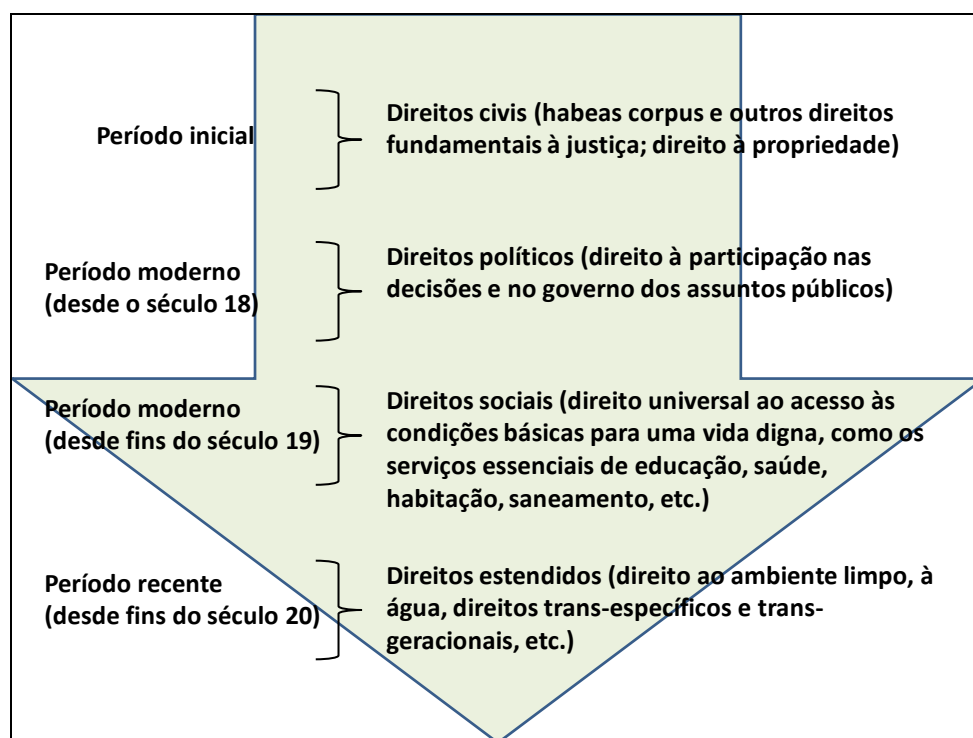 Período inicial
Direitos civis (habeas corpus e outros direitos
fundamentais à justiça; direito à propriedade)
Período moderno
(desde o século 18)
Direitos políticos (direito à participação nas
decisões e no governo dos assuntos públicos)
Período moderno
(desde fins do século 19)
Direitos sociais (direito universal ao acesso às
condições básicas para uma vida digna, como os
serviços essenciais de educação, saúde,
habitação, saneamento, etc.)
Período recente
(desde fins do século 20)
Direitos estendidos (direito ao ambiente limpo, à
água, direitos trans-específicos e trans-
geracionais, etc.)